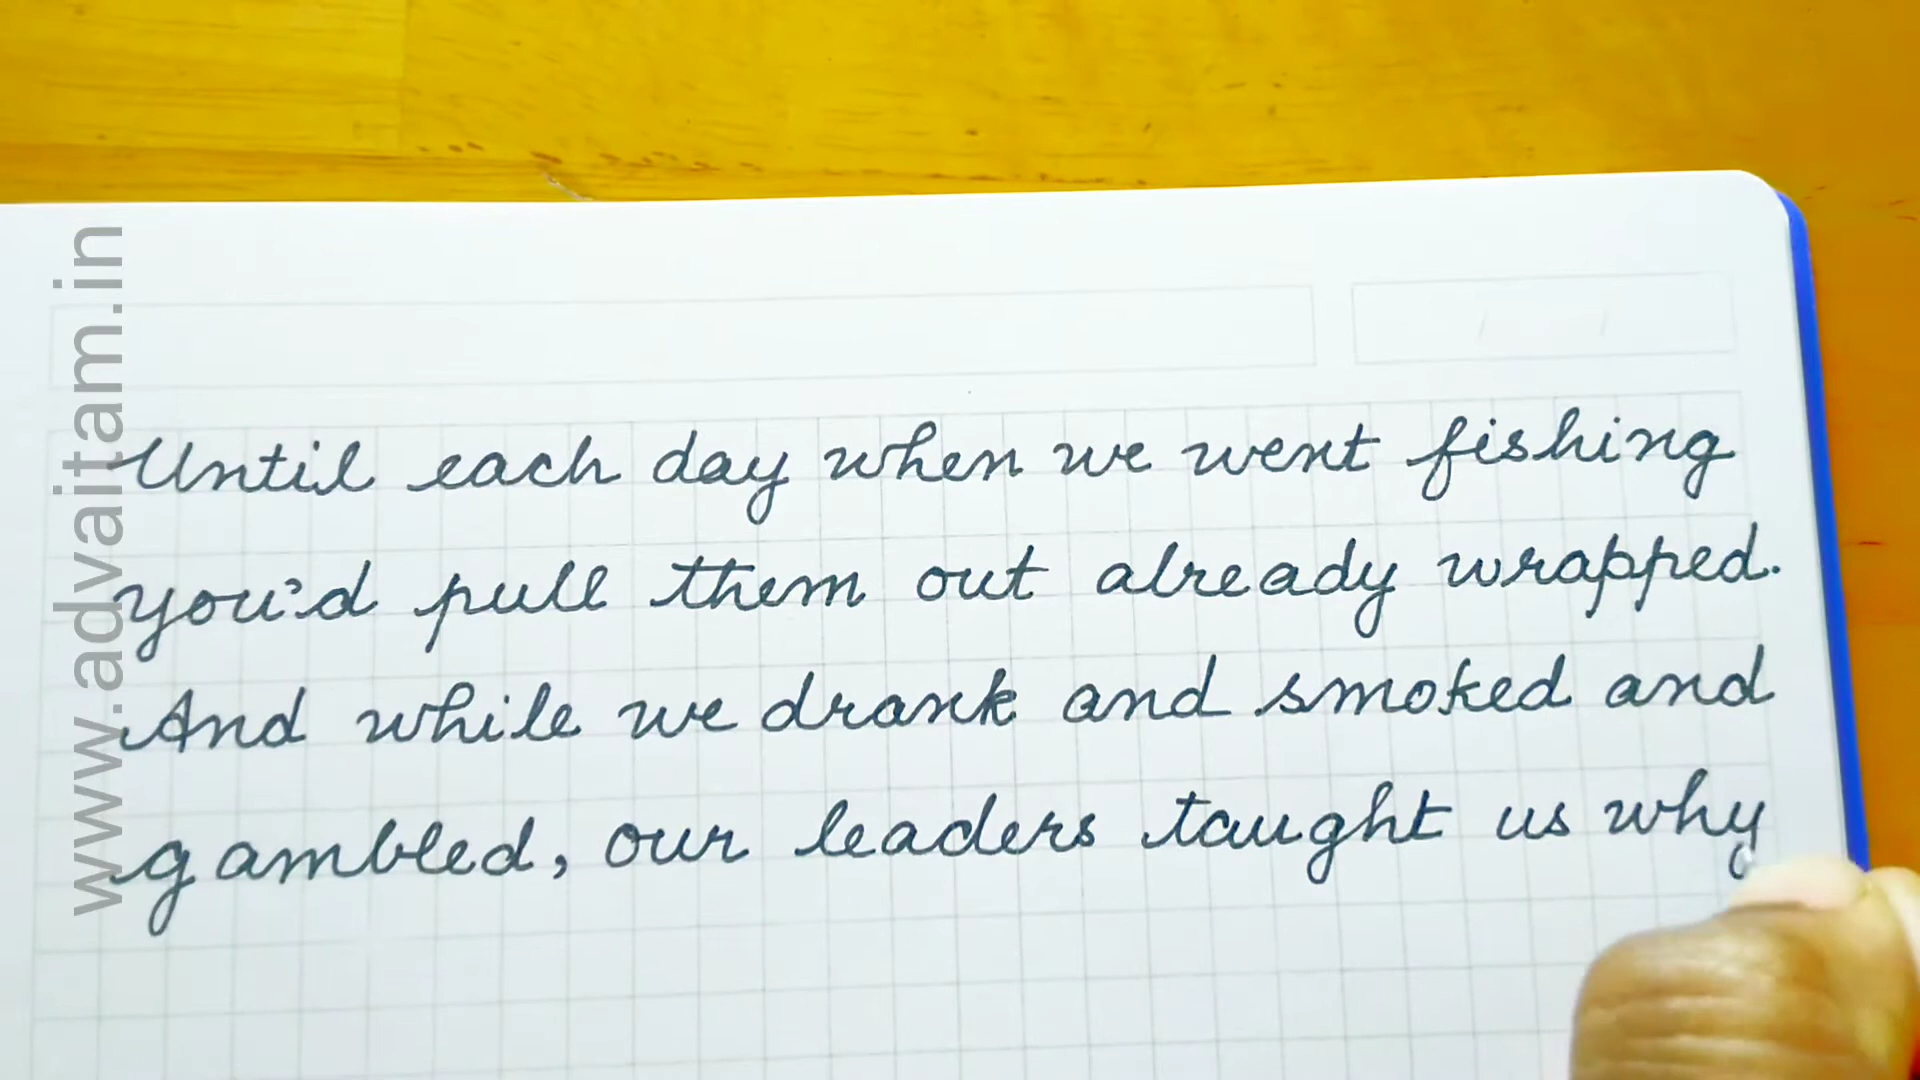 www.advaitam.in
Until each day when we went fishing
you'd pull them out already wrapped.
And while we drank and smoked and
gambled, our leaders taught us why